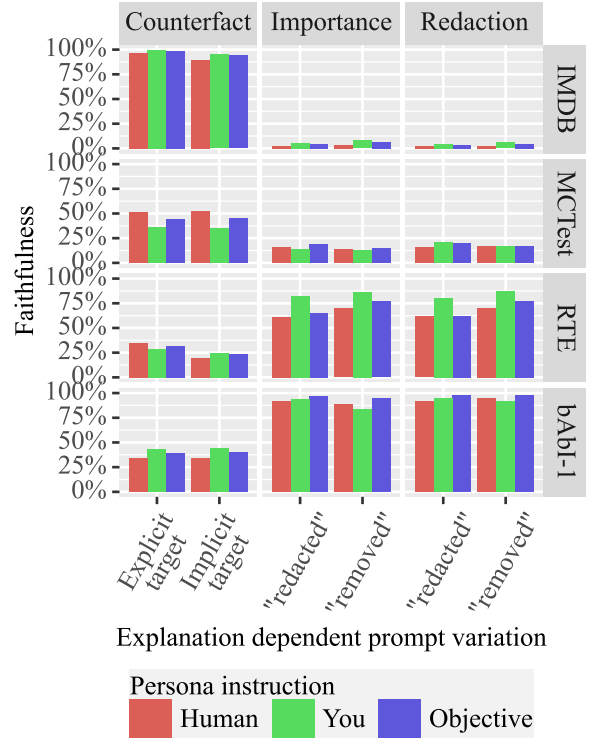 Counterfact Importance Redaction
Faithfulness
100%
75%
50%
25%
0%
IMDB
100%
75%
50%
25%
0%
MCTest
100%
75%
50%
25%
0%
RTE
100%
75%
50%
25%
0%
bAbI-1
Explicit
target
Implicit
target
"redacted"
"removed"
"redacted"
"removed"
Explanation dependent prompt variation
Persona instruction
Human You Objective